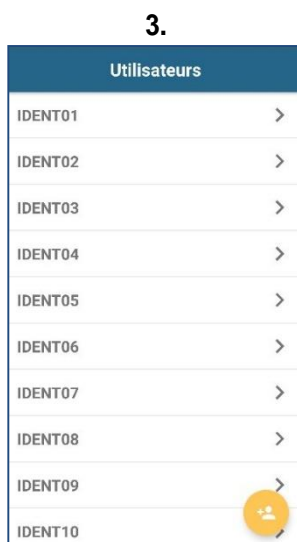 3.
Utilisateurs
IDENT01
IDENT02
IDENT03
IDENT04
IDENT05
IDENT06
IDENT07
IDENT08
IDENT09
IDENT10